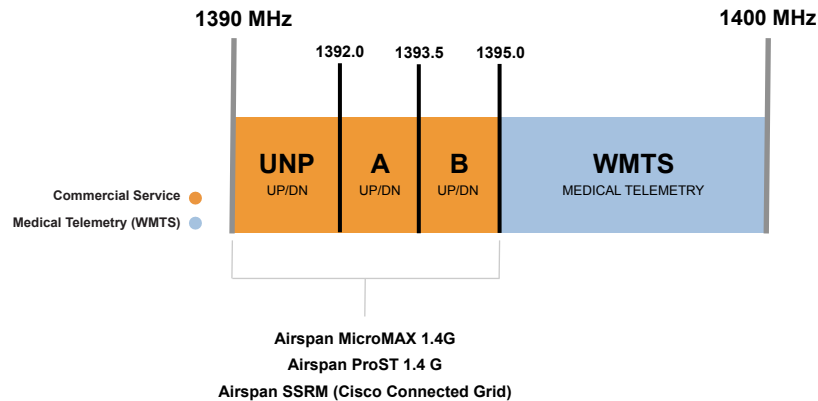 1390 MHz
1400 MHz
1392.0
1393.5
1395.0
UNP
UP/DN
A
UP/DN
B
UP/DN
WMTS
MEDICAL TELEMETRY
Commercial Service
Medical Telemetry (WMTS)
Airspan MicroMAX 1.4G
Airspan ProST 1.4 G
Airspan SSRM (Cisco Connected Grid)